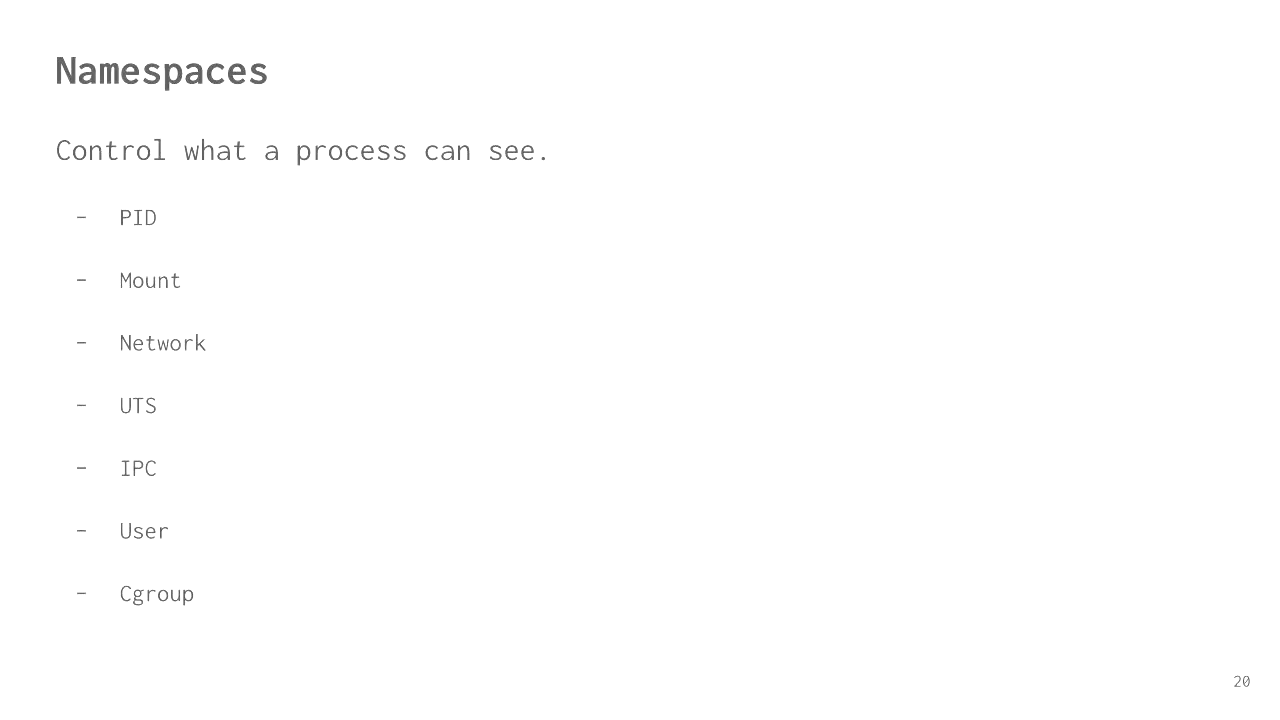 Namespaces
Control what a process can see.
- PID
- Mount
- Network
- UTS
- IPC
- User
- Cgroup
20